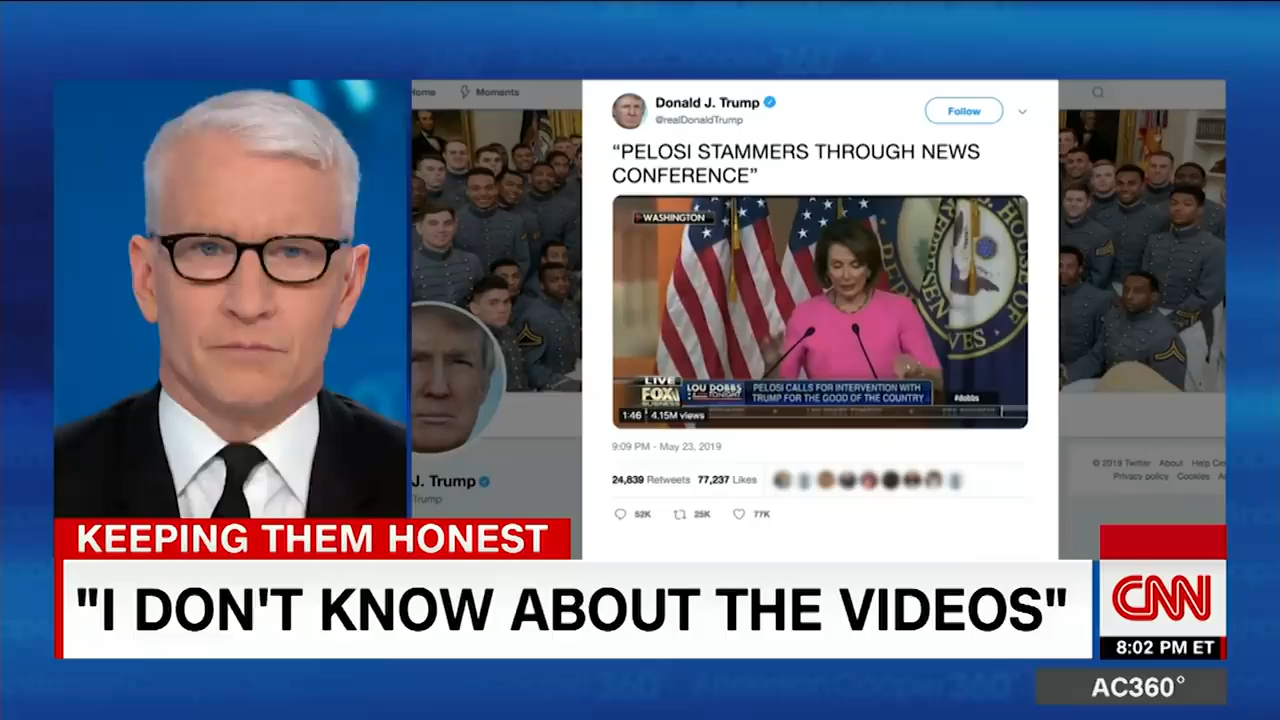 Home
Moments
Donald J. Trump
@realDonaldTrump
Follow
“PELOSI STAMMERS THROUGH NEWS
CONFERENCE”
WASHINGTON
LIVE
FOX
BUSINESS
LOU DOBBS
TONIGHT
PELOSI CALLS FOR INTERVENTION WITH
TRUMP FOR THE GOOD OF THE COUNTRY
#dobbs
1:46
4.15M views
9:09 PM - May 23, 2019
24,839 Retweets 77,237 Likes
52K 25K 77K
J. Trump
Trump
© 2019 Twitter About Help
Privacy policy Cookies
KEEPING THEM HONEST
"I DON'T KNOW ABOUT THE VIDEOS"
CNN
8:02 PM ET
AC360°